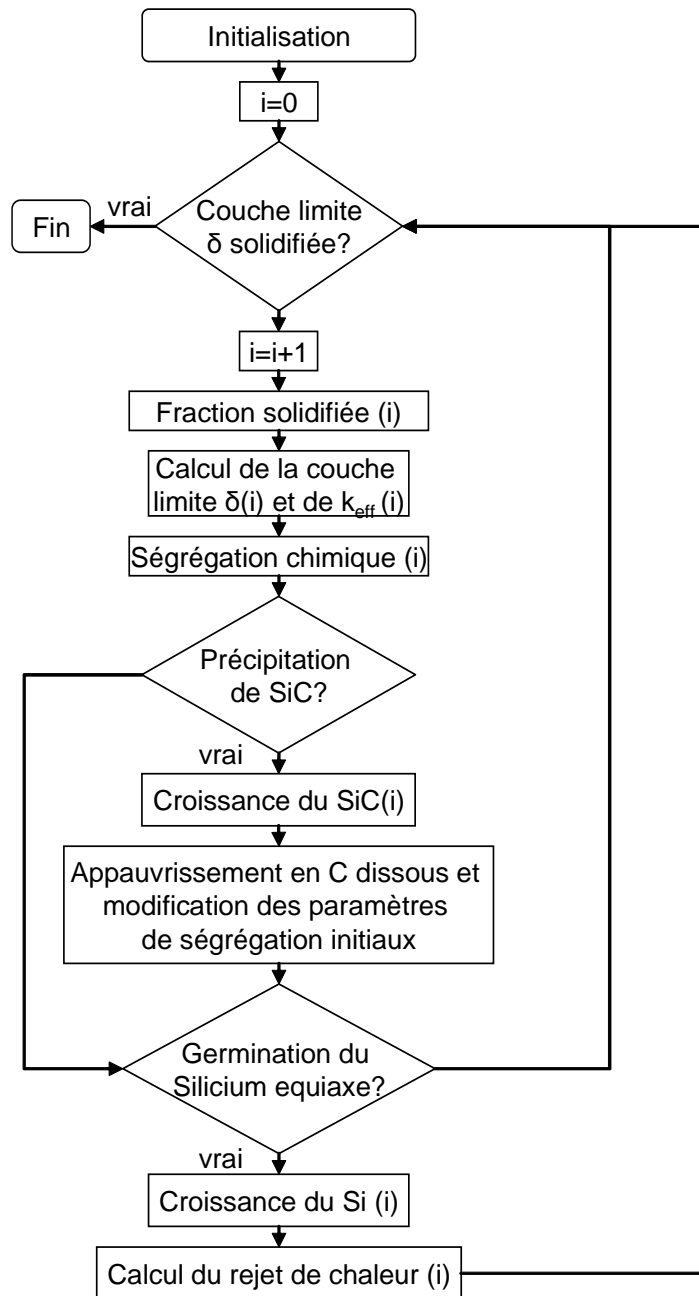 Initialisation
i=0
vrai
Fin
Couche limite
δ solidifiée?
i=i+1
Fraction solidifiée (i)
Calcul de la couche
limite δ(i) et de keff (i)
Ségrégation chimique (i)
Précipitation
de SiC?
vrai
Croissance du SiC(i)
Appauvrissement en C dissous et
modification des paramètres
de ségrégation initiaux
Germination du
Silicium equiaxe?
vrai
Croissance du Si (i)
Calcul du rejet de chaleur (i)